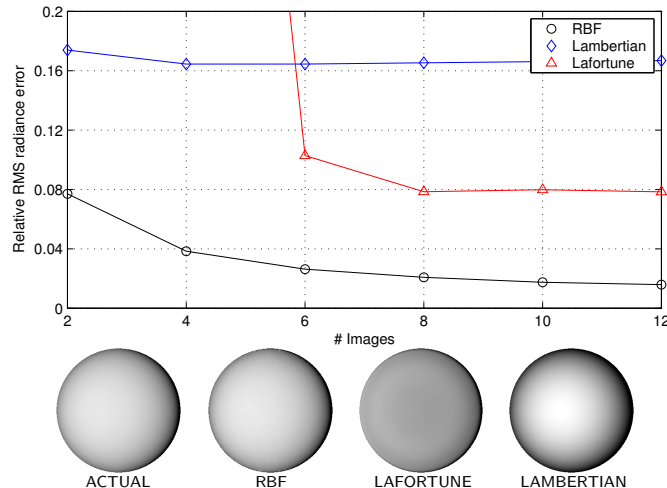 0.2
0.16
0.12
0.08
0.04
0
Relative RMS radiance error
RBF
Lambertian
Lafortune
2 4 6 8 10 12
# Images
ACTUAL RBF LAFORTUNE LAMBERTIAN